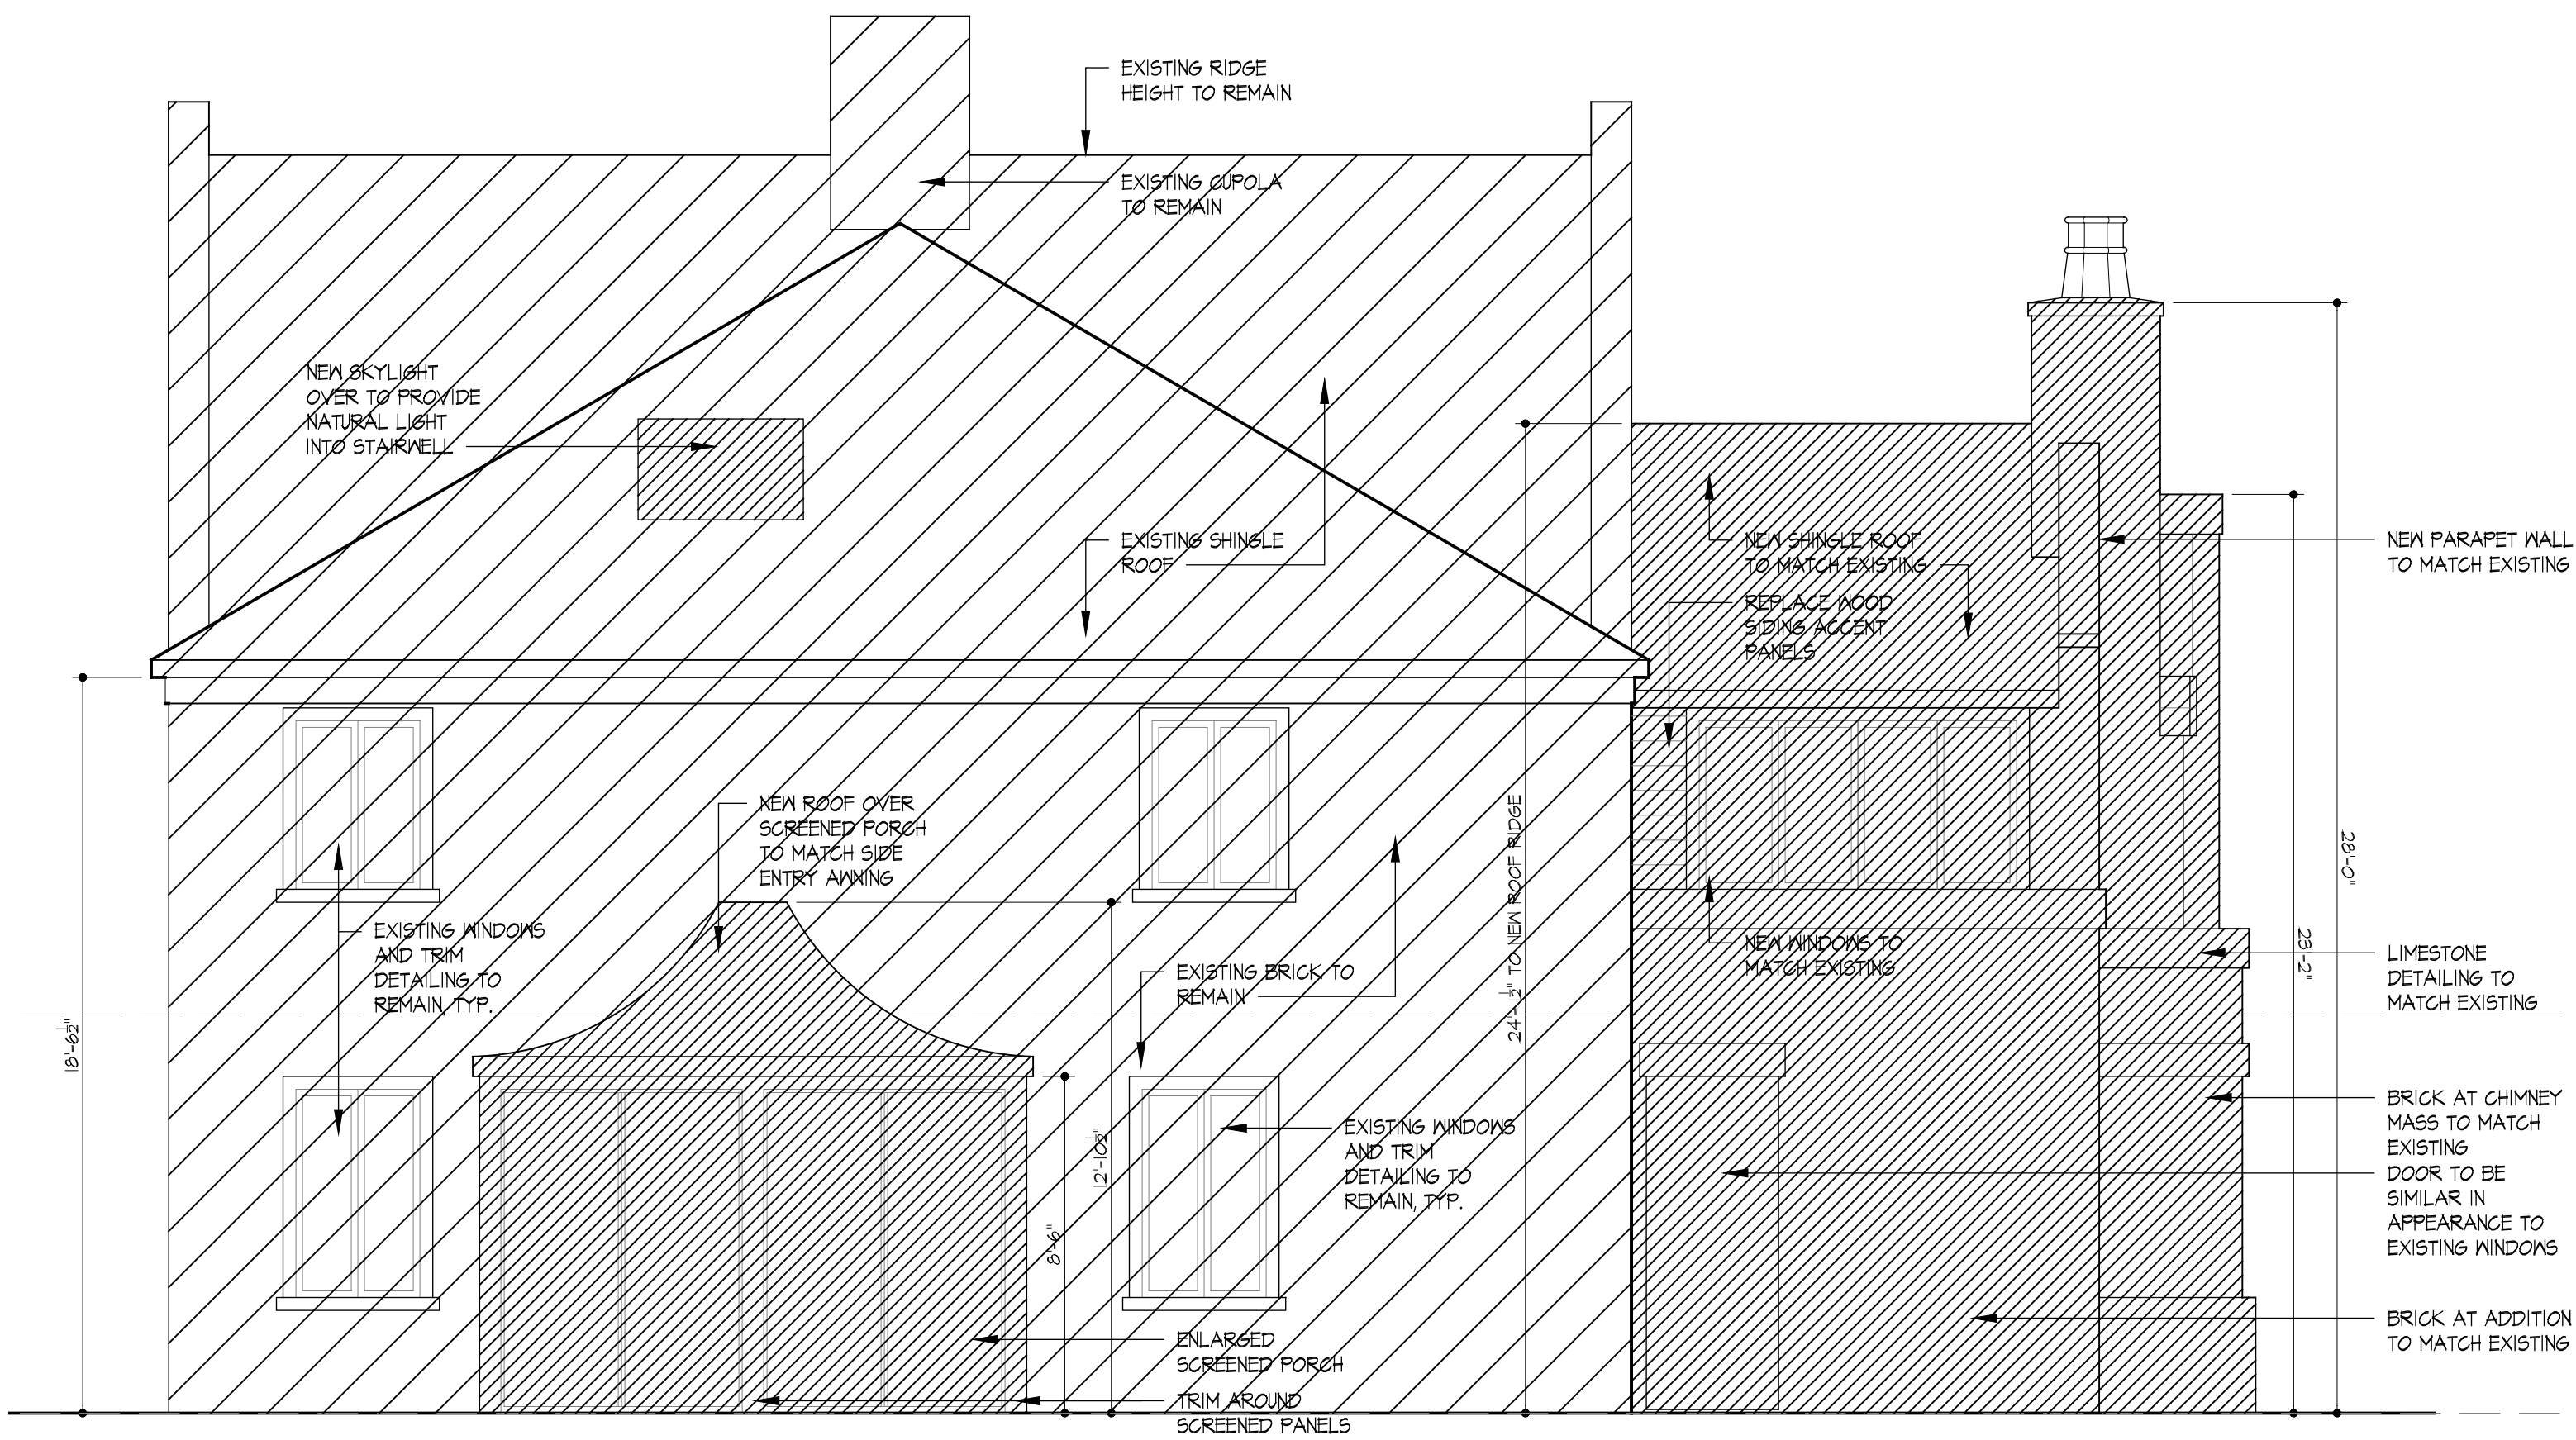 EXISTING RIDGE
HEIGHT TO REMAIN
EXISTING CUPOLA
TO REMAIN
NEW SKYLIGHT
OVER TO PROVIDE
NATURAL LIGHT
INTO STAIRWELL
EXISTING SHINGLE
ROOF
NEW SHINGLE ROOF
TO MATCH EXISTING
REPLACE WOOD
SIDING ACCENT
PANELS
NEW PARAPET WALL
TO MATCH EXISTING
NEW ROOF OVER
SCREENED PORCH
TO MATCH SIDE
ENTRY AWNING
EXISTING WINDOWS
AND TRIM
DETAILING TO
REMAIN, TYP.
EXISTING BRICK TO
REMAIN
NEW WINDOWS TO
MATCH EXISTING
LIMESTONE
DETAILING TO
MATCH EXISTING
18'-6 1/2"
12'-10 1/2"
8'-6"
24'-11 1/2" TO NEW ROOF RIDGE
23'-2"
28'-0"
EXISTING WINDOWS
AND TRIM
DETAILING TO
REMAIN, TYP.
BRICK AT CHIMNEY
MASS TO MATCH
EXISTING
DOOR TO BE
SIMILAR IN
APPEARANCE TO
EXISTING WINDOWS
BRICK AT ADDITION
TO MATCH EXISTING
ENLARGED
SCREENED PORCH
TRIM AROUND
SCREENED PANELS